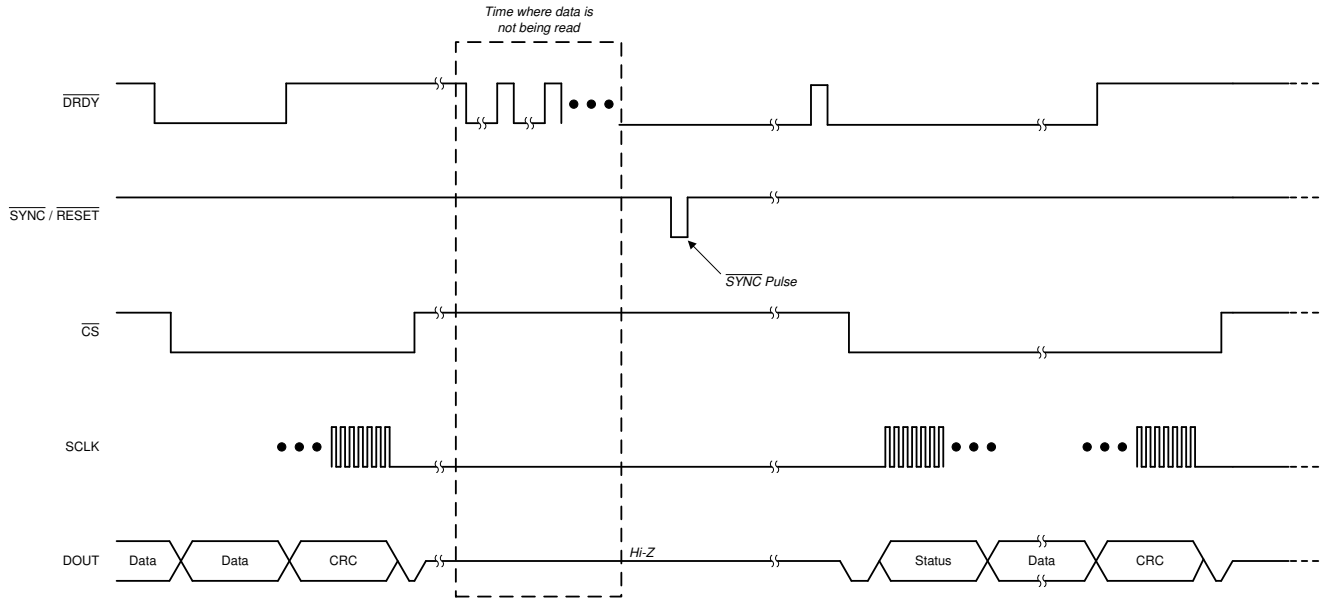 Time where data is
not being read
DRDY
SYNC / RESET
SYNC Pulse
CS
SCLK
DOUT
Data
Data
CRC
Hi-Z
Status
Data
CRC